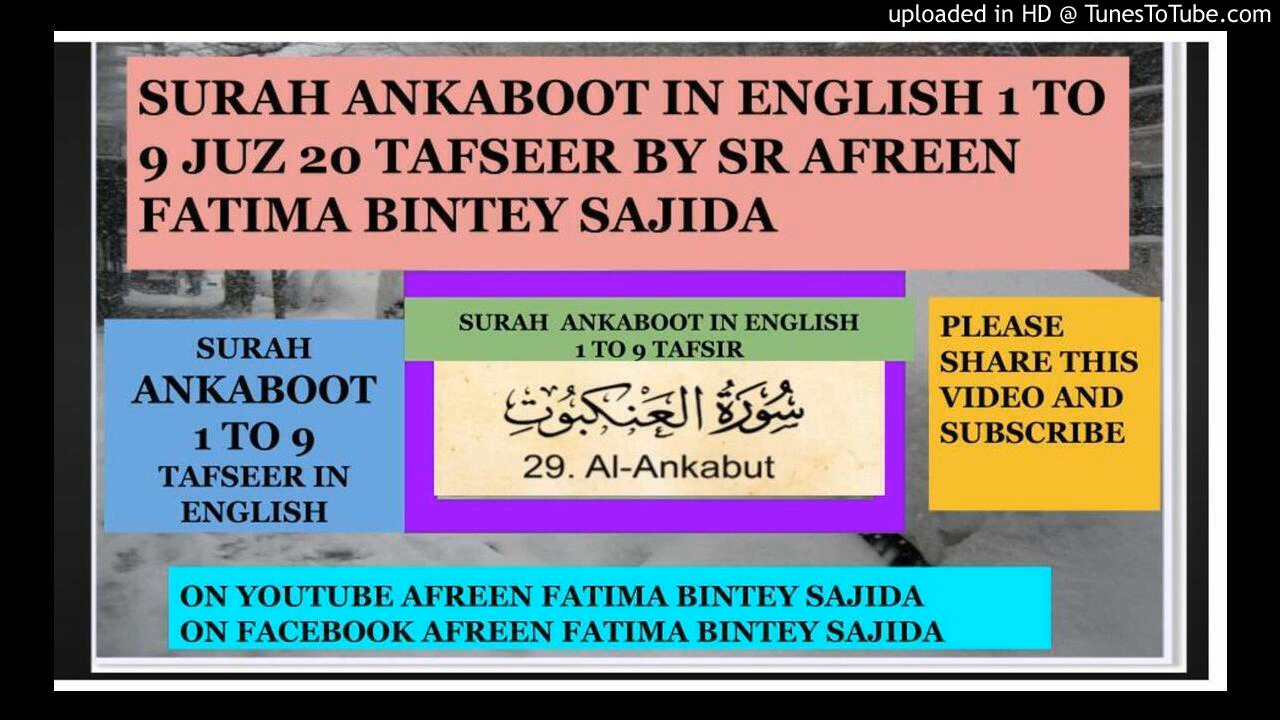 uploaded in HD @ TunesToTube.com
SURAH ANKABOOT IN ENGLISH 1 TO
9 JUZ 20 TAFSEER BY SR AFREEN
FATIMA BINTEY SAJIDA
SURAH
ANKABOOT
1 TO 9
TAFSEER IN
ENGLISH
SURAH ANKABOOT IN ENGLISH
1 TO 9 TAFSIR
سُورَةُ العَنْكَبُوتِ
29. Al-Ankabut
PLEASE
SHARE THIS
VIDEO AND
SUBSCRIBE
ON YOUTUBE AFREEN FATIMA BINTEY SAJIDA
ON FACEBOOK AFREEN FATIMA BINTEY SAJIDA